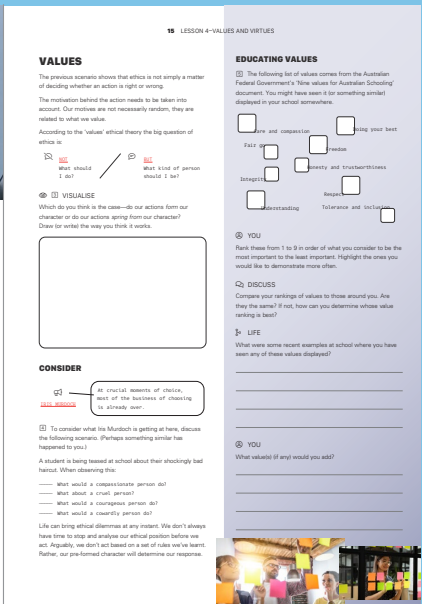 15 LESSON 4–VALUES AND VIRTUES
VALUES
The previous scenario shows that ethics is not simply a matter
of deciding whether an action is right or wrong.
The motivation behind the action needs to be taken into
account. Our motives are not necessarily random, they are
related to what we value.
According to the 'values' ethical theory the big question of
ethics is:
NOT
What should
I do?
BUT
What kind of person
should I be?
3 VISUALISE
Which do you think is the case—do our actions form our
character or do our actions spring from our character?
Draw (or write) the way you think it works.
CONSIDER
IRIS MURDOCH
At crucial moments of choice,
most of the business of choosing
is already over.
4 To consider what Iris Murdoch is getting at here, discuss
the following scenario. (Perhaps something similar has
happened to you.)
A student is being teased at school about their shockingly bad
haircut. When observing this:
What would a compassionate person do?
What about a cruel person?
What would a courageous person do?
What would a cowardly person do?
Life can bring ethical dilemmas at any instant. We don't always
have time to stop and analyse our ethical position before we
act. Arguably, we don't act based on a set of rules we've learnt.
Rather, our pre-formed character will determine our response.
EDUCATING VALUES
5 The following list of values comes from the Australian
Federal Government's 'Nine values for Australian Schooling'
document. You might have seen it (or something similar)
displayed in your school somewhere.
Care and compassion
Doing your best
Fair go
Freedom
Honesty and trustworthiness
Integrity
Respect
Understanding
Tolerance and inclusion
YOU
Rank these from 1 to 9 in order of what you consider to be the
most important to the least important. Highlight the ones you
would like to demonstrate more often.
DISCUSS
Compare your rankings of values to those around you. Are
they the same? If not, how can you determine whose value
ranking is best?
LIFE
What were some recent examples at school where you have
seen any of these values displayed?
YOU
What value(s) (if any) would you add?